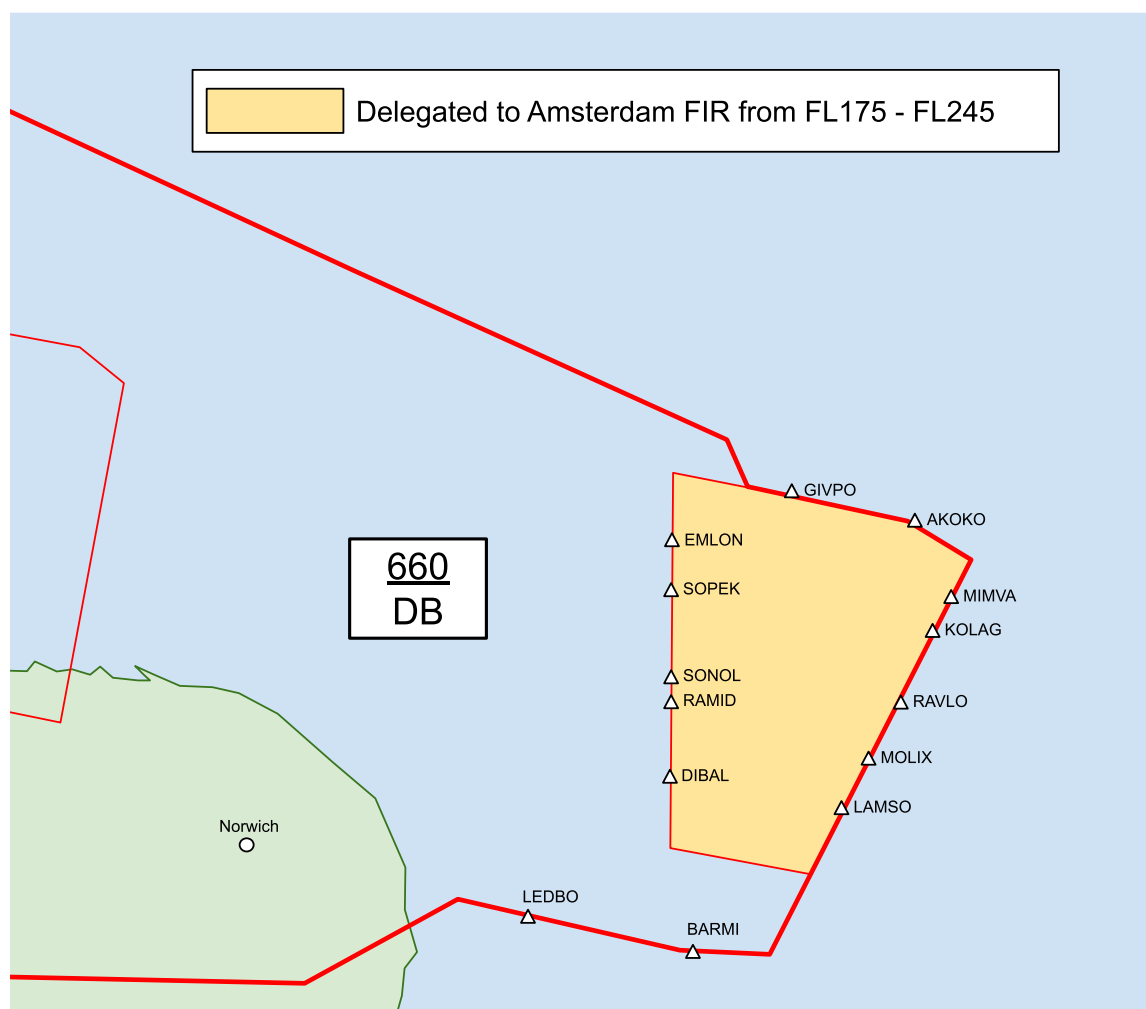 Delegated to Amsterdam FIR from FL175 - FL245
GIVPO
AKOKO
EMLON
660
DB
SOPEK
MIMVA
KOLAG
SONOL
RAMID
RAVLO
MOLIX
DIBAL
LAMSO
Norwich
LEDBO
BARMI